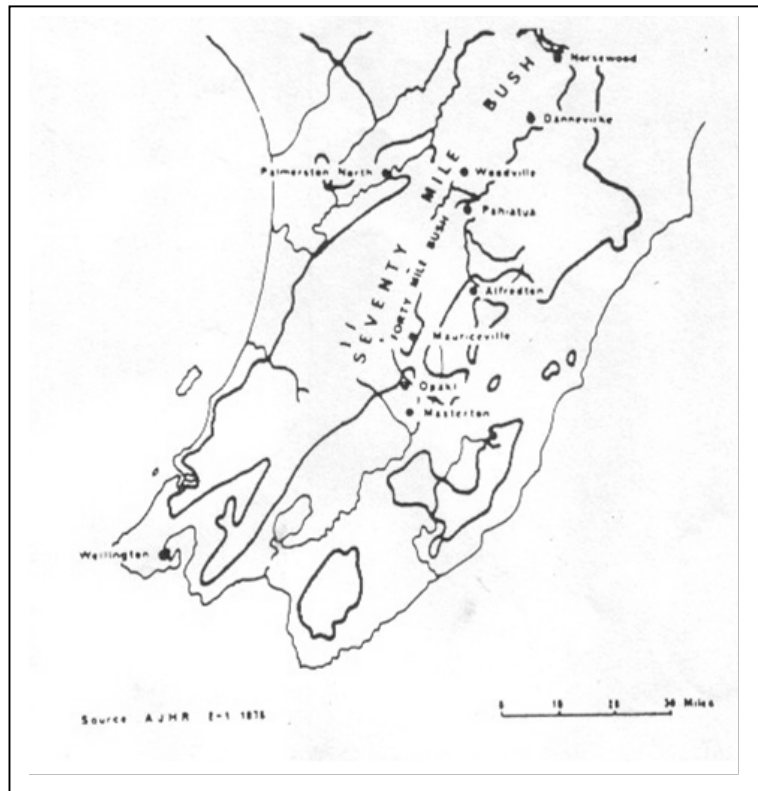 Norsewood
Dannevirke
Palmerston North
Woodville
Pahiatua
SEVENTY MILE BUSH
FORTY MILE BUSH
Alfredton
Mauriceville
Opaki
Masterton
Wellington
Source AJHR
10 20 30 Miles